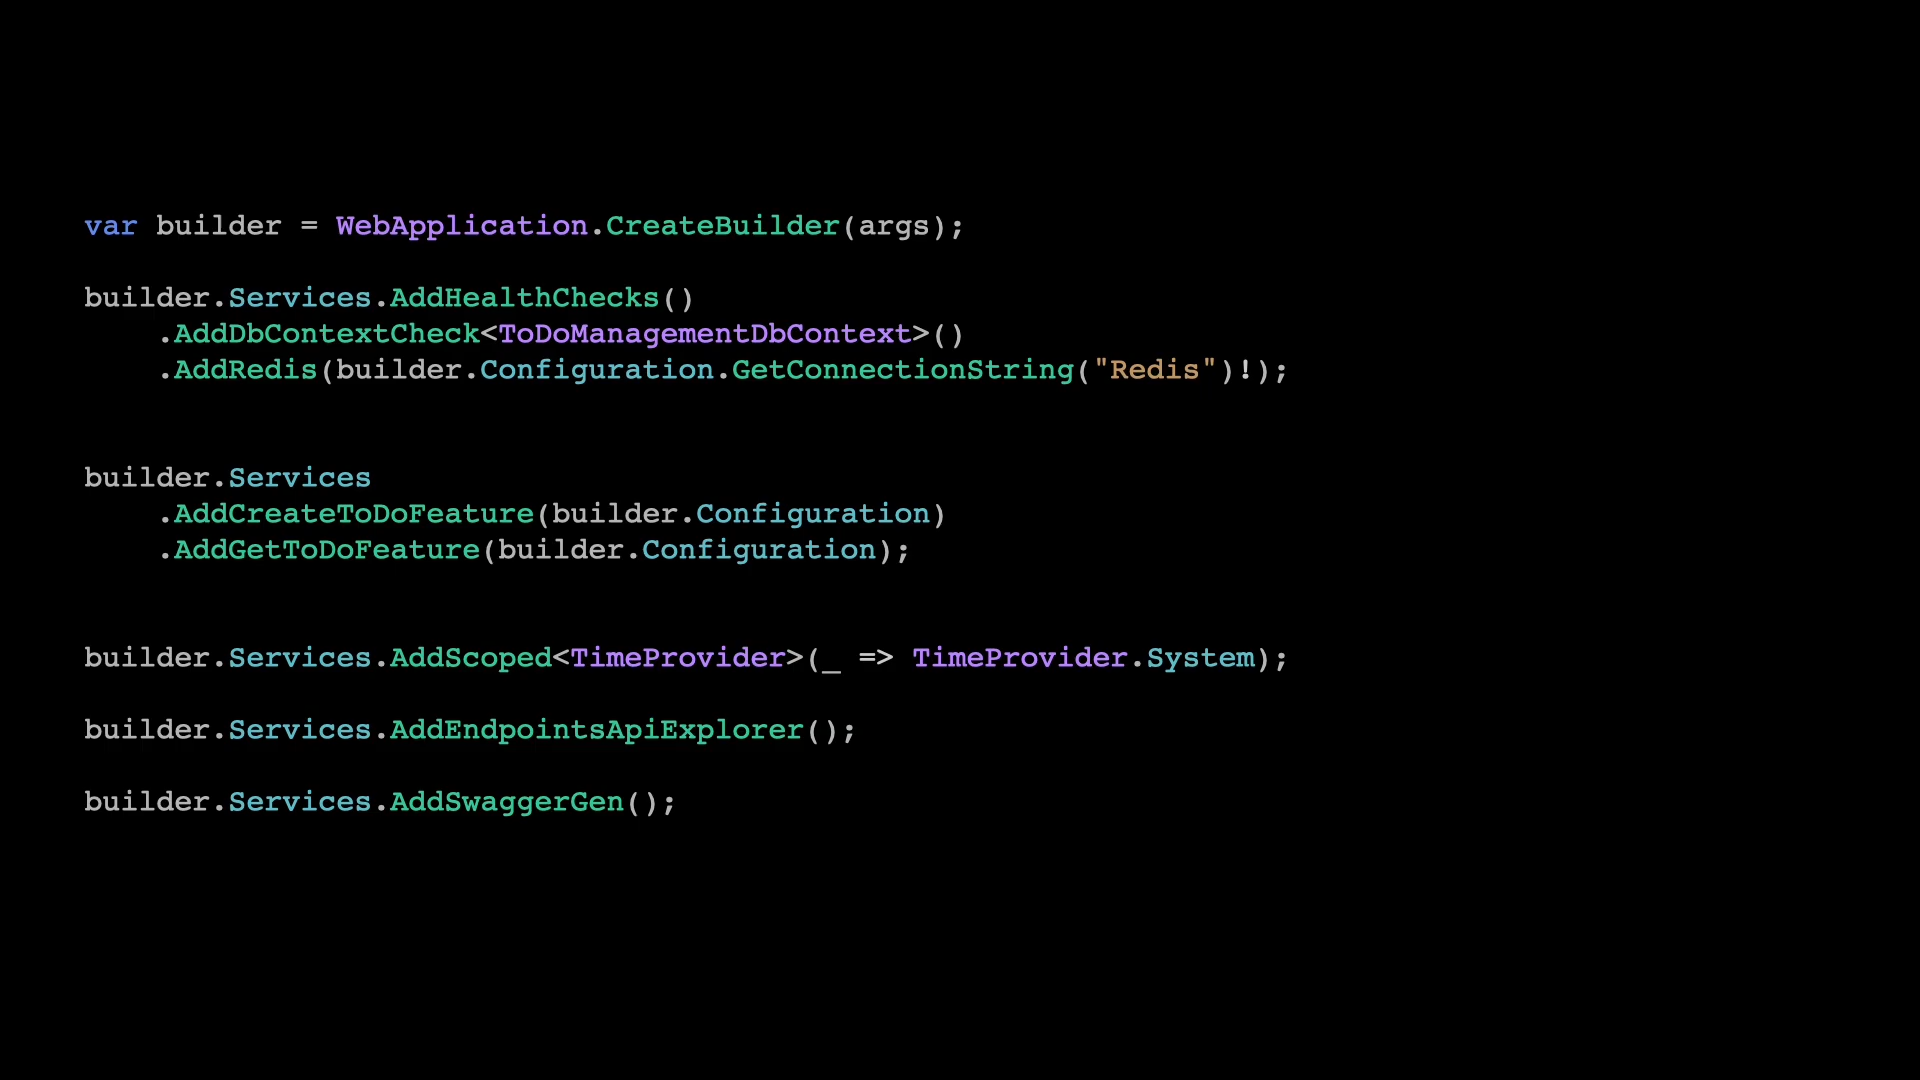 var builder = WebApplication.CreateBuilder(args);
builder.Services.AddHealthChecks()
.AddDbContextCheck<ToDoManagementDbContext>()
.AddRedis(builder.Configuration.GetConnectionString("Redis")!);
builder.Services
.AddCreateToDoFeature(builder.Configuration)
.AddGetToDoFeature(builder.Configuration);
builder.Services.AddScoped<TimeProvider>(_ => TimeProvider.System);
builder.Services.AddEndpointsApiExplorer();
builder.Services.AddSwaggerGen();